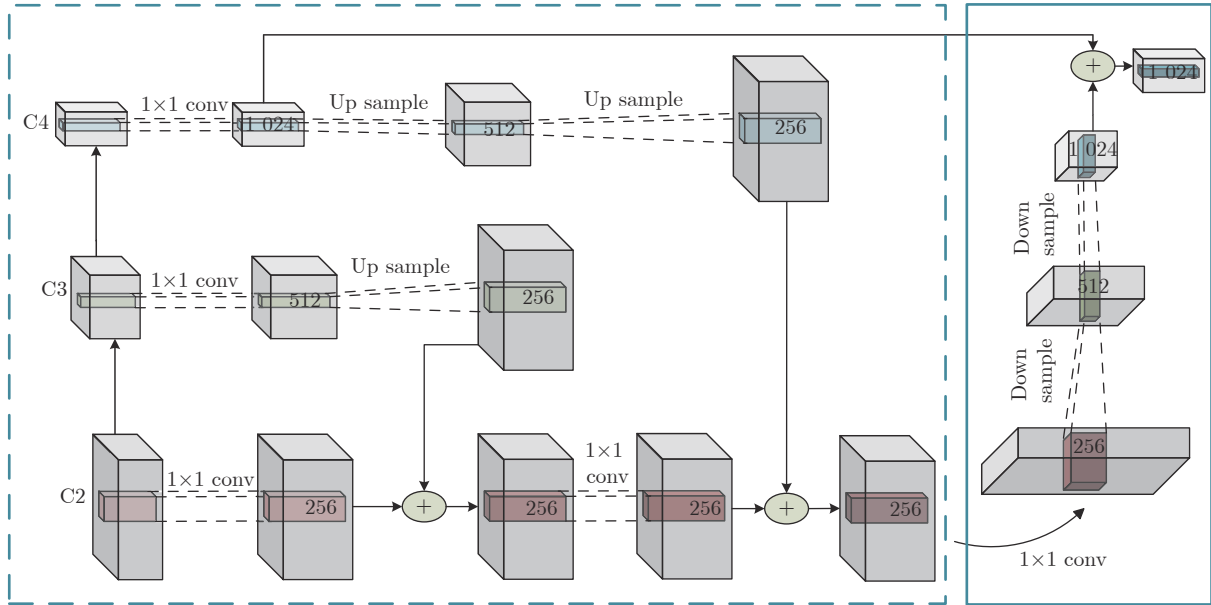 C4
1×1 conv
1 024
Up sample
512
Up sample
256
C3
1×1 conv
512
Up sample
256
C2
1×1 conv
256
+
256
1×1
conv
256
+
256
+
1 024
1 024
Down
sample
512
Down
sample
256
1×1 conv